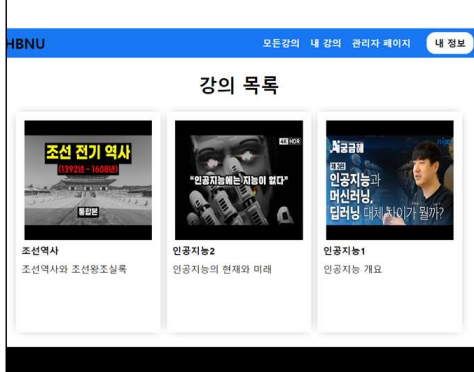 HBNU
모든강의 내 강의 관리자 페이지 내 정보
강의 목록
조선 전기 역사
(1392년 - 1608년)
통합본
조선역사
조선역사와 조선왕조실록
4K HDR
"인공지능에는 지능이 없다"
인공지능2
인공지능의 현재와 미래
AI궁금해
제3편
인공지능과
머신러닝,
딥러닝 대체 차이가 뭘까?
인공지능1
인공지능 개요